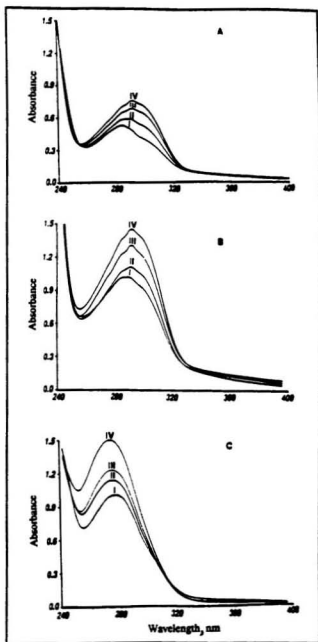 A
1.5
1.2
0.9
0.6
0.3
0.0
Absorbance
IV
III
II
I
240
280
320
360
400
B
1.5
1.2
0.9
0.6
0.3
0.0
Absorbance
IV
III
II
I
240
280
320
360
400
C
1.5
1.2
0.9
0.6
0.3
0.0
Absorbance
IV
III
II
I
240
280
320
360
400
Wavelength, nm